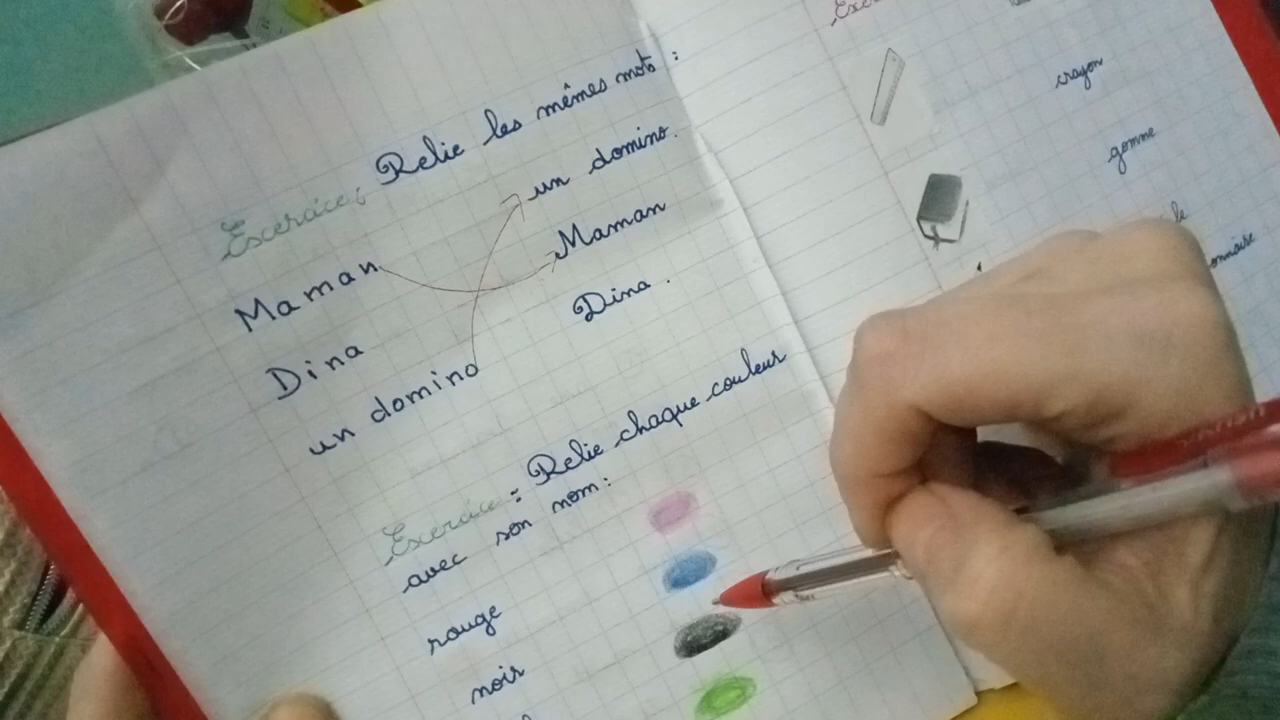 Exercice: Relie les mêmes mots :
Maman
Dina
un domino
un domino.
Maman
Dina.
Exercice : Relie chaque couleur
avec son nom:
rouge
noir
crayon
gomme